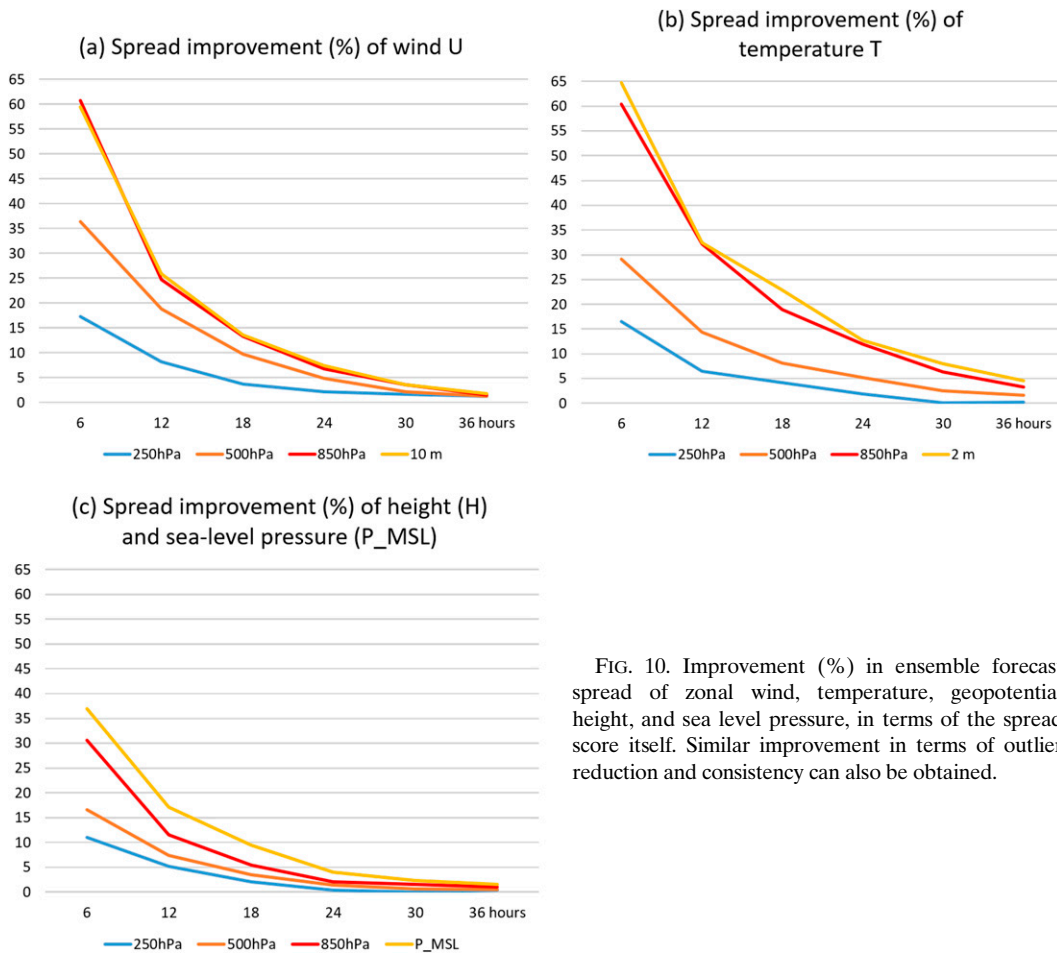 (a) Spread improvement (%) of wind U
65
60
55
50
45
40
35
30
25
20
15
10
5
0
6 12 18 24 30 36 hours
250hPa 500hPa 850hPa 10 m
(b) Spread improvement (%) of
temperature T
65
60
55
50
45
40
35
30
25
20
15
10
5
0
6 12 18 24 30 36 hours
250hPa 500hPa 850hPa 2 m
(c) Spread improvement (%) of height (H)
and sea-level pressure (P_MSL)
65
60
55
50
45
40
35
30
25
20
15
10
5
0
6 12 18 24 30 36 hours
250hPa 500hPa 850hPa P_MSL
FIG. 10. Improvement (%) in ensemble forecast
spread of zonal wind, temperature, geopotential
height, and sea level pressure, in terms of the spread
score itself. Similar improvement in terms of outlier
reduction and consistency can also be obtained.